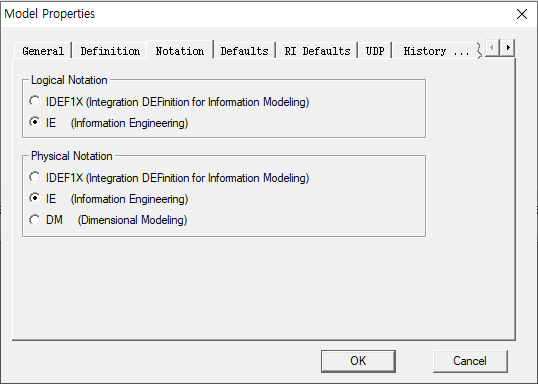 Model Properties
General Definition Notation Defaults RI Defaults UDP History ...
Logical Notation
IDEF1X (Integration DEFinition for Information Modeling)
IE (Information Engineering)
Physical Notation
IDEF1X (Integration DEFinition for Information Modeling)
IE (Information Engineering)
DM (Dimensional Modeling)
OK Cancel